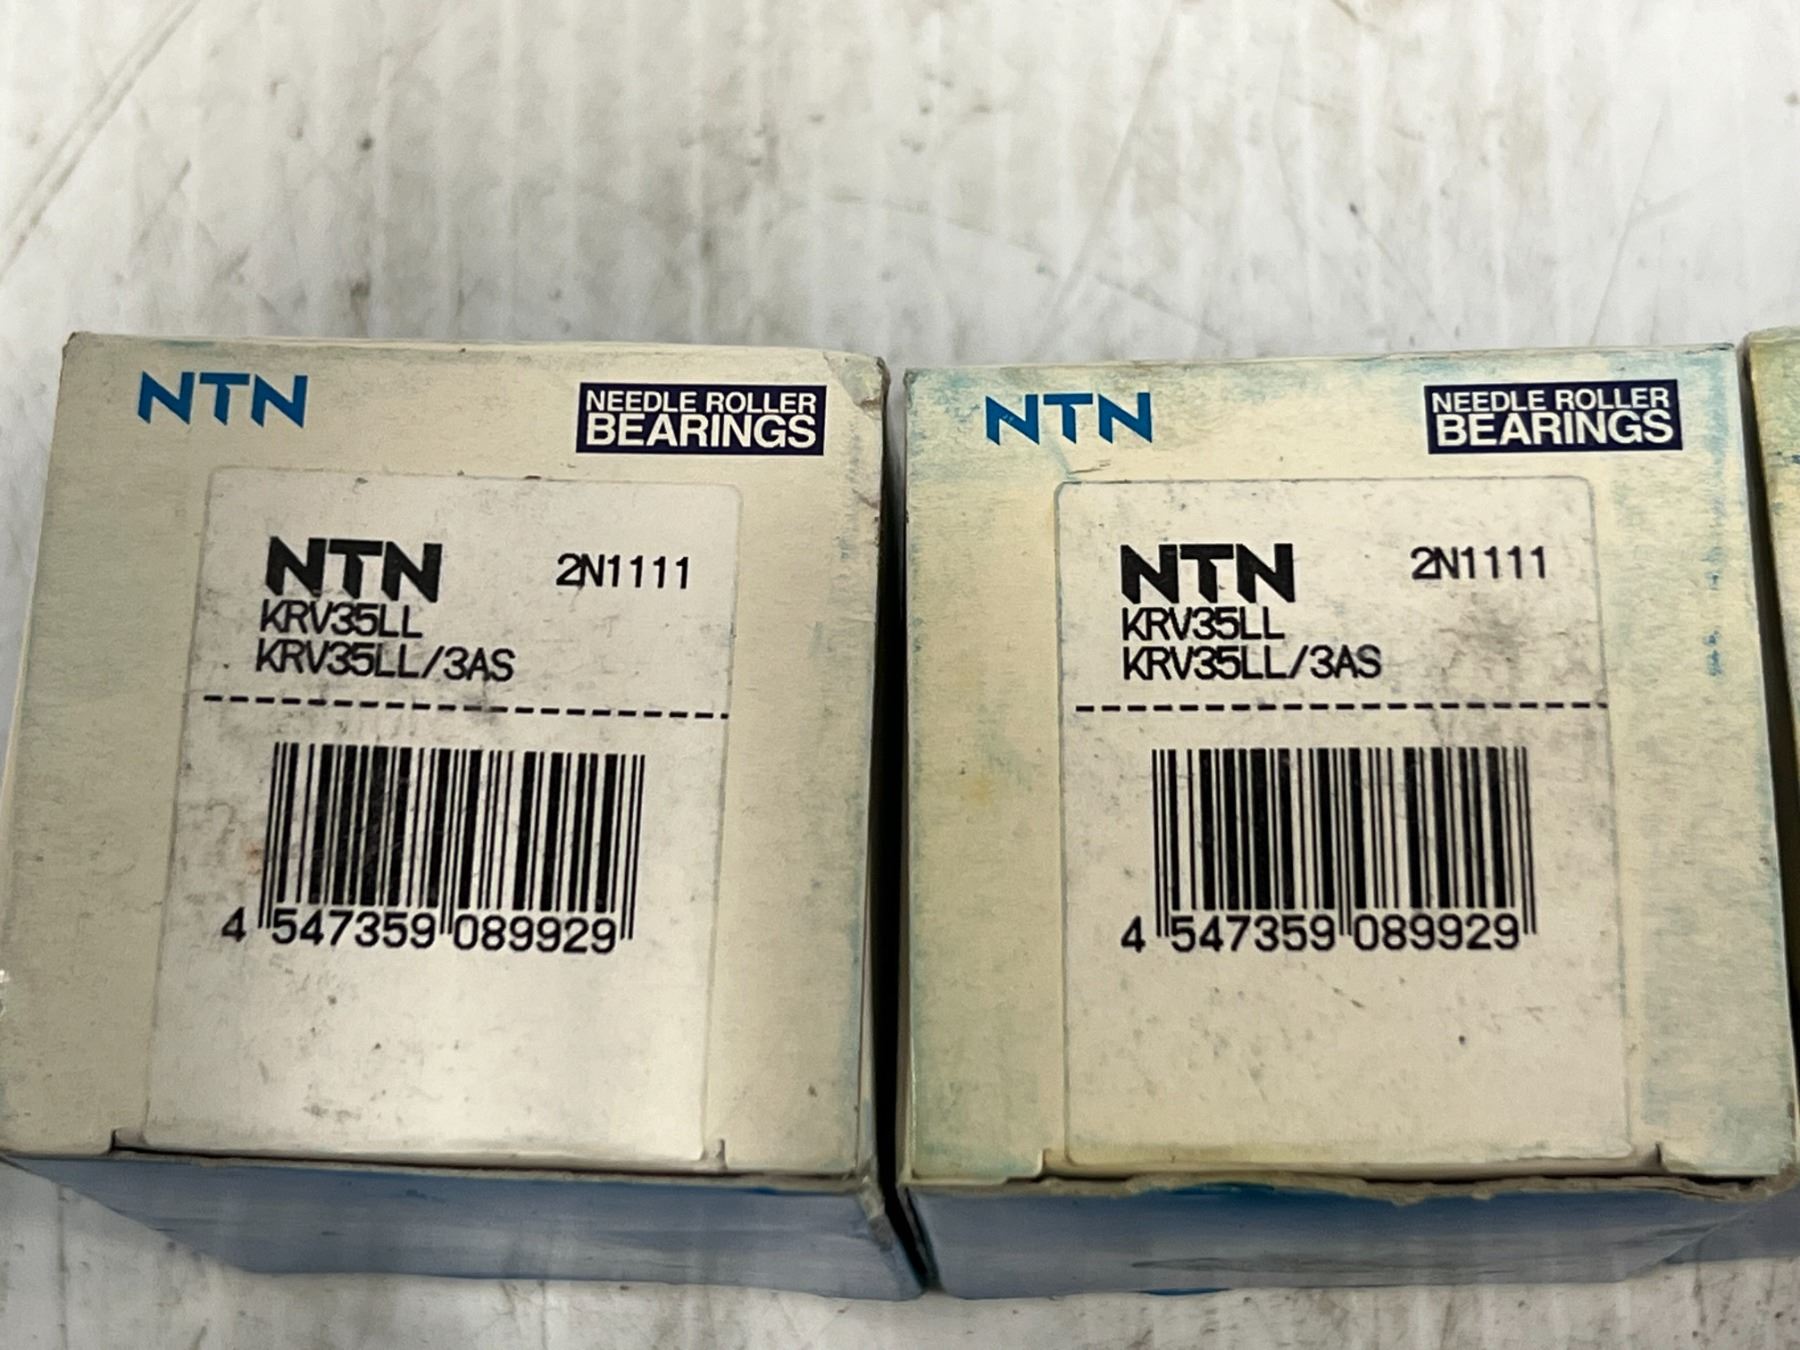 NTN
NEEDLE ROLLER
BEARINGS
NTN 2N1111
KRV35LL
KRV35LL/3AS
4 547359 089929
NTN
NEEDLE ROLLER
BEARINGS
NTN 2N1111
KRV35LL
KRV35LL/3AS
4 547359 089929